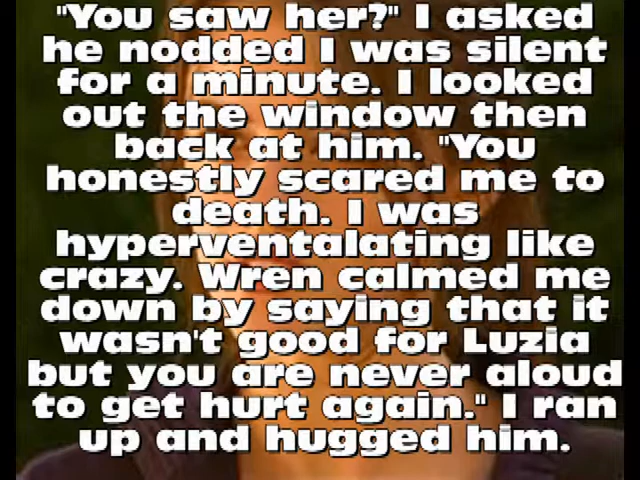 "You saw her?" I asked
he nodded I was silent
for a minute. I looked
out the window then
back at him. "You
honestly scared me to
death. I was
hyperventalating like
crazy. Wren calmed me
down by saying that it
wasn't good for Luzia
but you are never aloud
to get hurt again." I ran
up and hugged him.